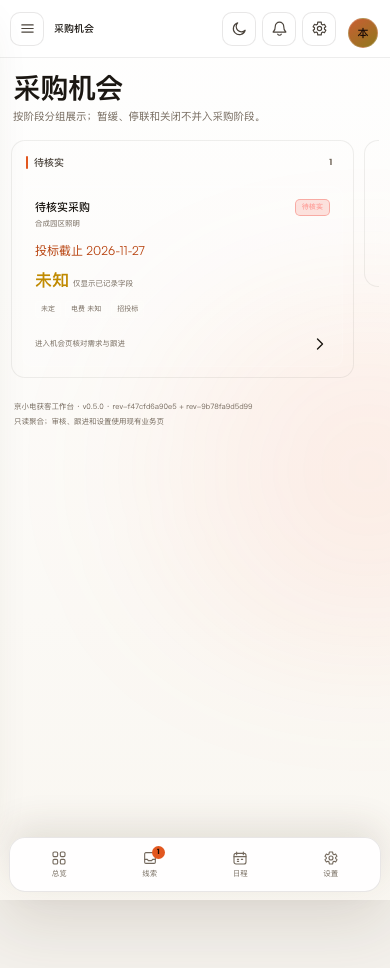 采购机会
本
采购机会
按阶段分组展示；暂缓、停联和关闭不并入采购阶段。
待核实 1
待核实采购 待核实
合成园区照明
投标截止 2026-11-27
未知 仅显示已记录字段
未定 电费 未知 招投标
进入机会页核对需求与跟进
京小电获客工作台 · v0.5.0 · rev-f47cfd6a90e5 + rev-9b78fa9d5d99
只读聚合；审核、跟进和设置使用现有业务页
1
总览 线索 日程 设置